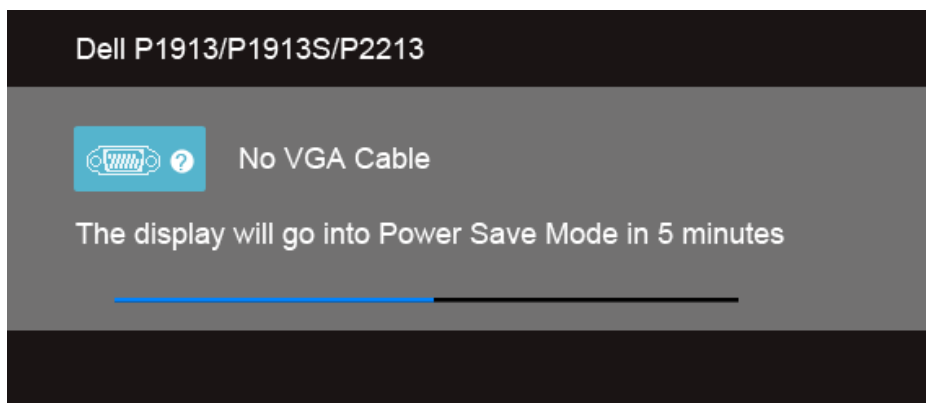 Dell P1913/P1913S/P2213
No VGA Cable
The display will go into Power Save Mode in 5 minutes